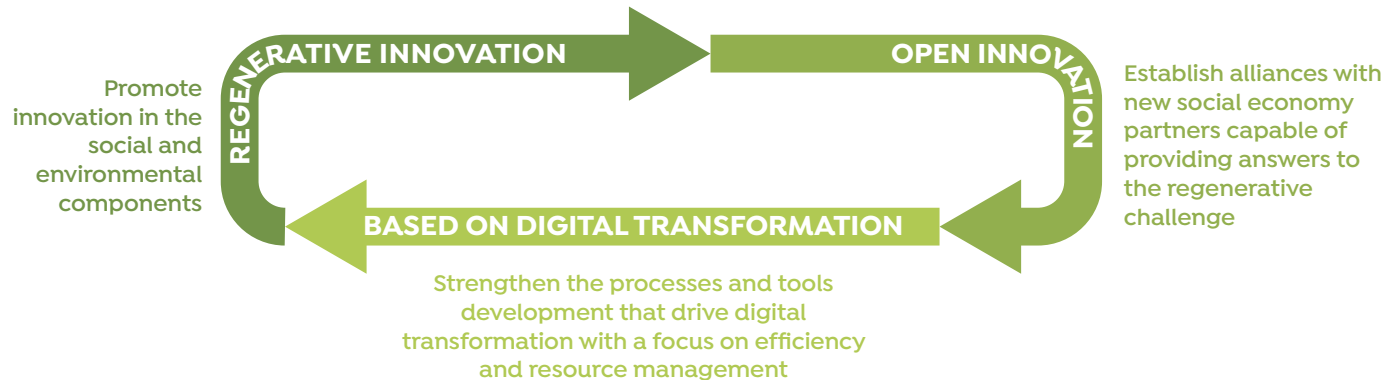 REGENERATIVE INNOVATION
OPEN INNOVATION
Promote
innovation in the
social and
environmental
components
Establish alliances with
new social economy
partners capable of
providing answers to
the regenerative
challenge
BASED ON DIGITAL TRANSFORMATION
Strengthen the processes and tools
development that drive digital
transformation with a focus on efficiency
and resource management